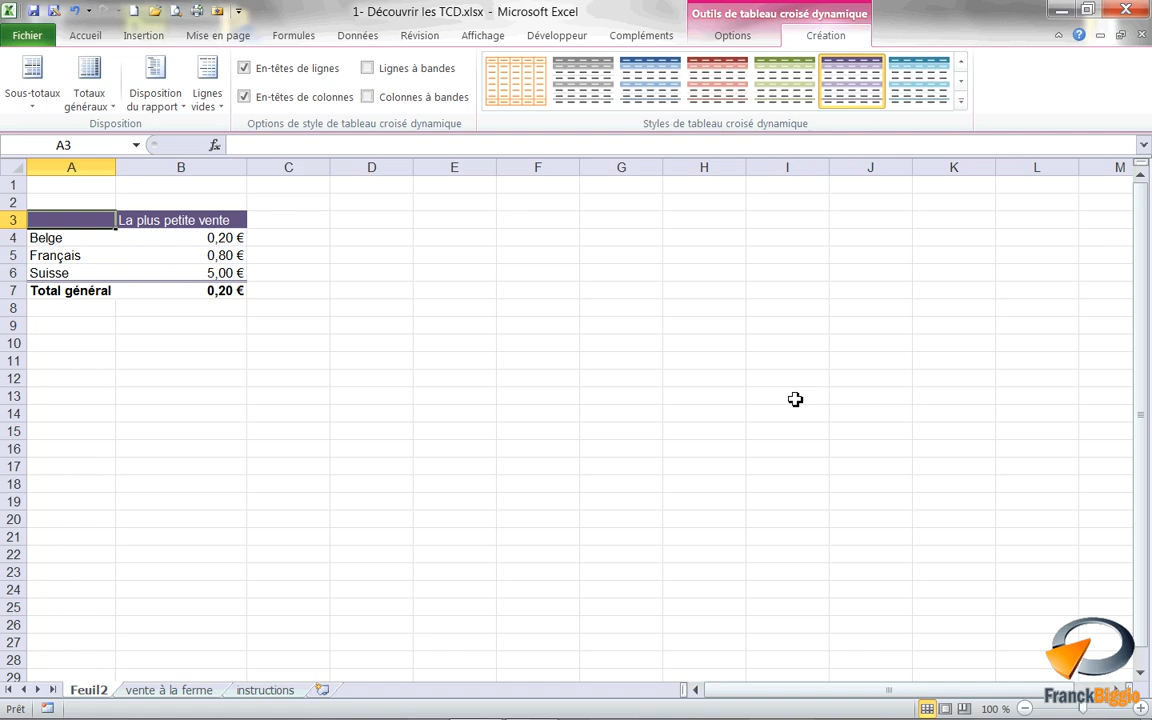 1- Découvrir les TCD.xlsx - Microsoft Excel
Outils de tableau croisé dynamique
Fichier Accueil Insertion Mise en page Formules Données Révision Affichage Développeur Compléments Options Création
Sous-totaux
Totaux généraux
Disposition du rapport
Lignes vides
Disposition
En-têtes de lignes
Lignes à bandes
En-têtes de colonnes
Colonnes à bandes
Options de style de tableau croisé dynamique
Styles de tableau croisé dynamique
A3
fx
A B C D E F G H I J K L M
1
2
3 La plus petite vente
4 Belge 0,20 €
5 Français 0,80 €
6 Suisse 5,00 €
7 Total général 0,20 €
8
9
10
11
12
13
14
15
16
17
18
19
20
21
22
23
24
25
26
27
28
29
FranckBiggio
Feuil2 vente à la ferme instructions
Prêt
100 %